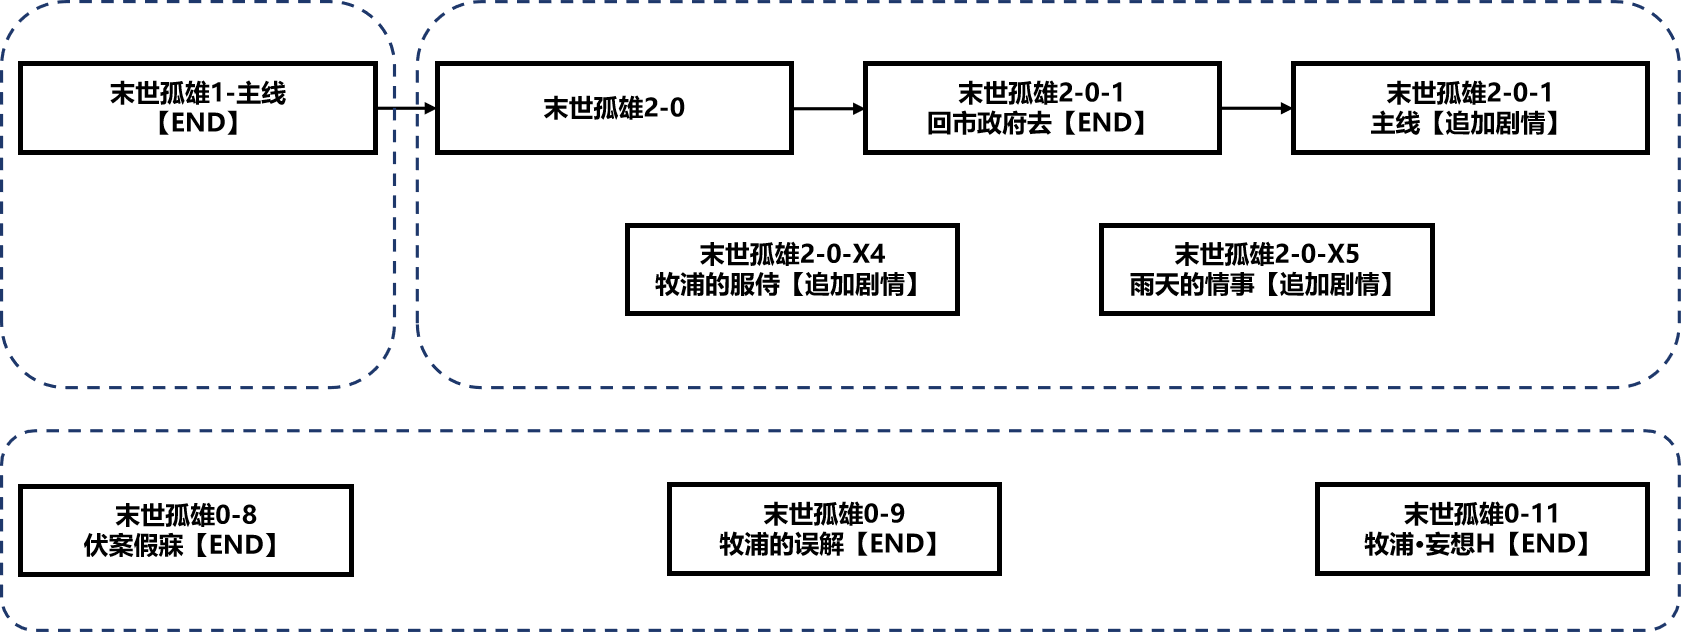 末世孤雄1-主线
【END】
末世孤雄2-0
末世孤雄2-0-1
回市政府去【END】
末世孤雄2-0-1
主线【追加剧情】
末世孤雄2-0-X4
牧浦的服侍【追加剧情】
末世孤雄2-0-X5
雨天的情事【追加剧情】
末世孤雄0-8
伏案假寐【END】
末世孤雄0-9
牧浦的误解【END】
末世孤雄0-11
牧浦•妄想H【END】